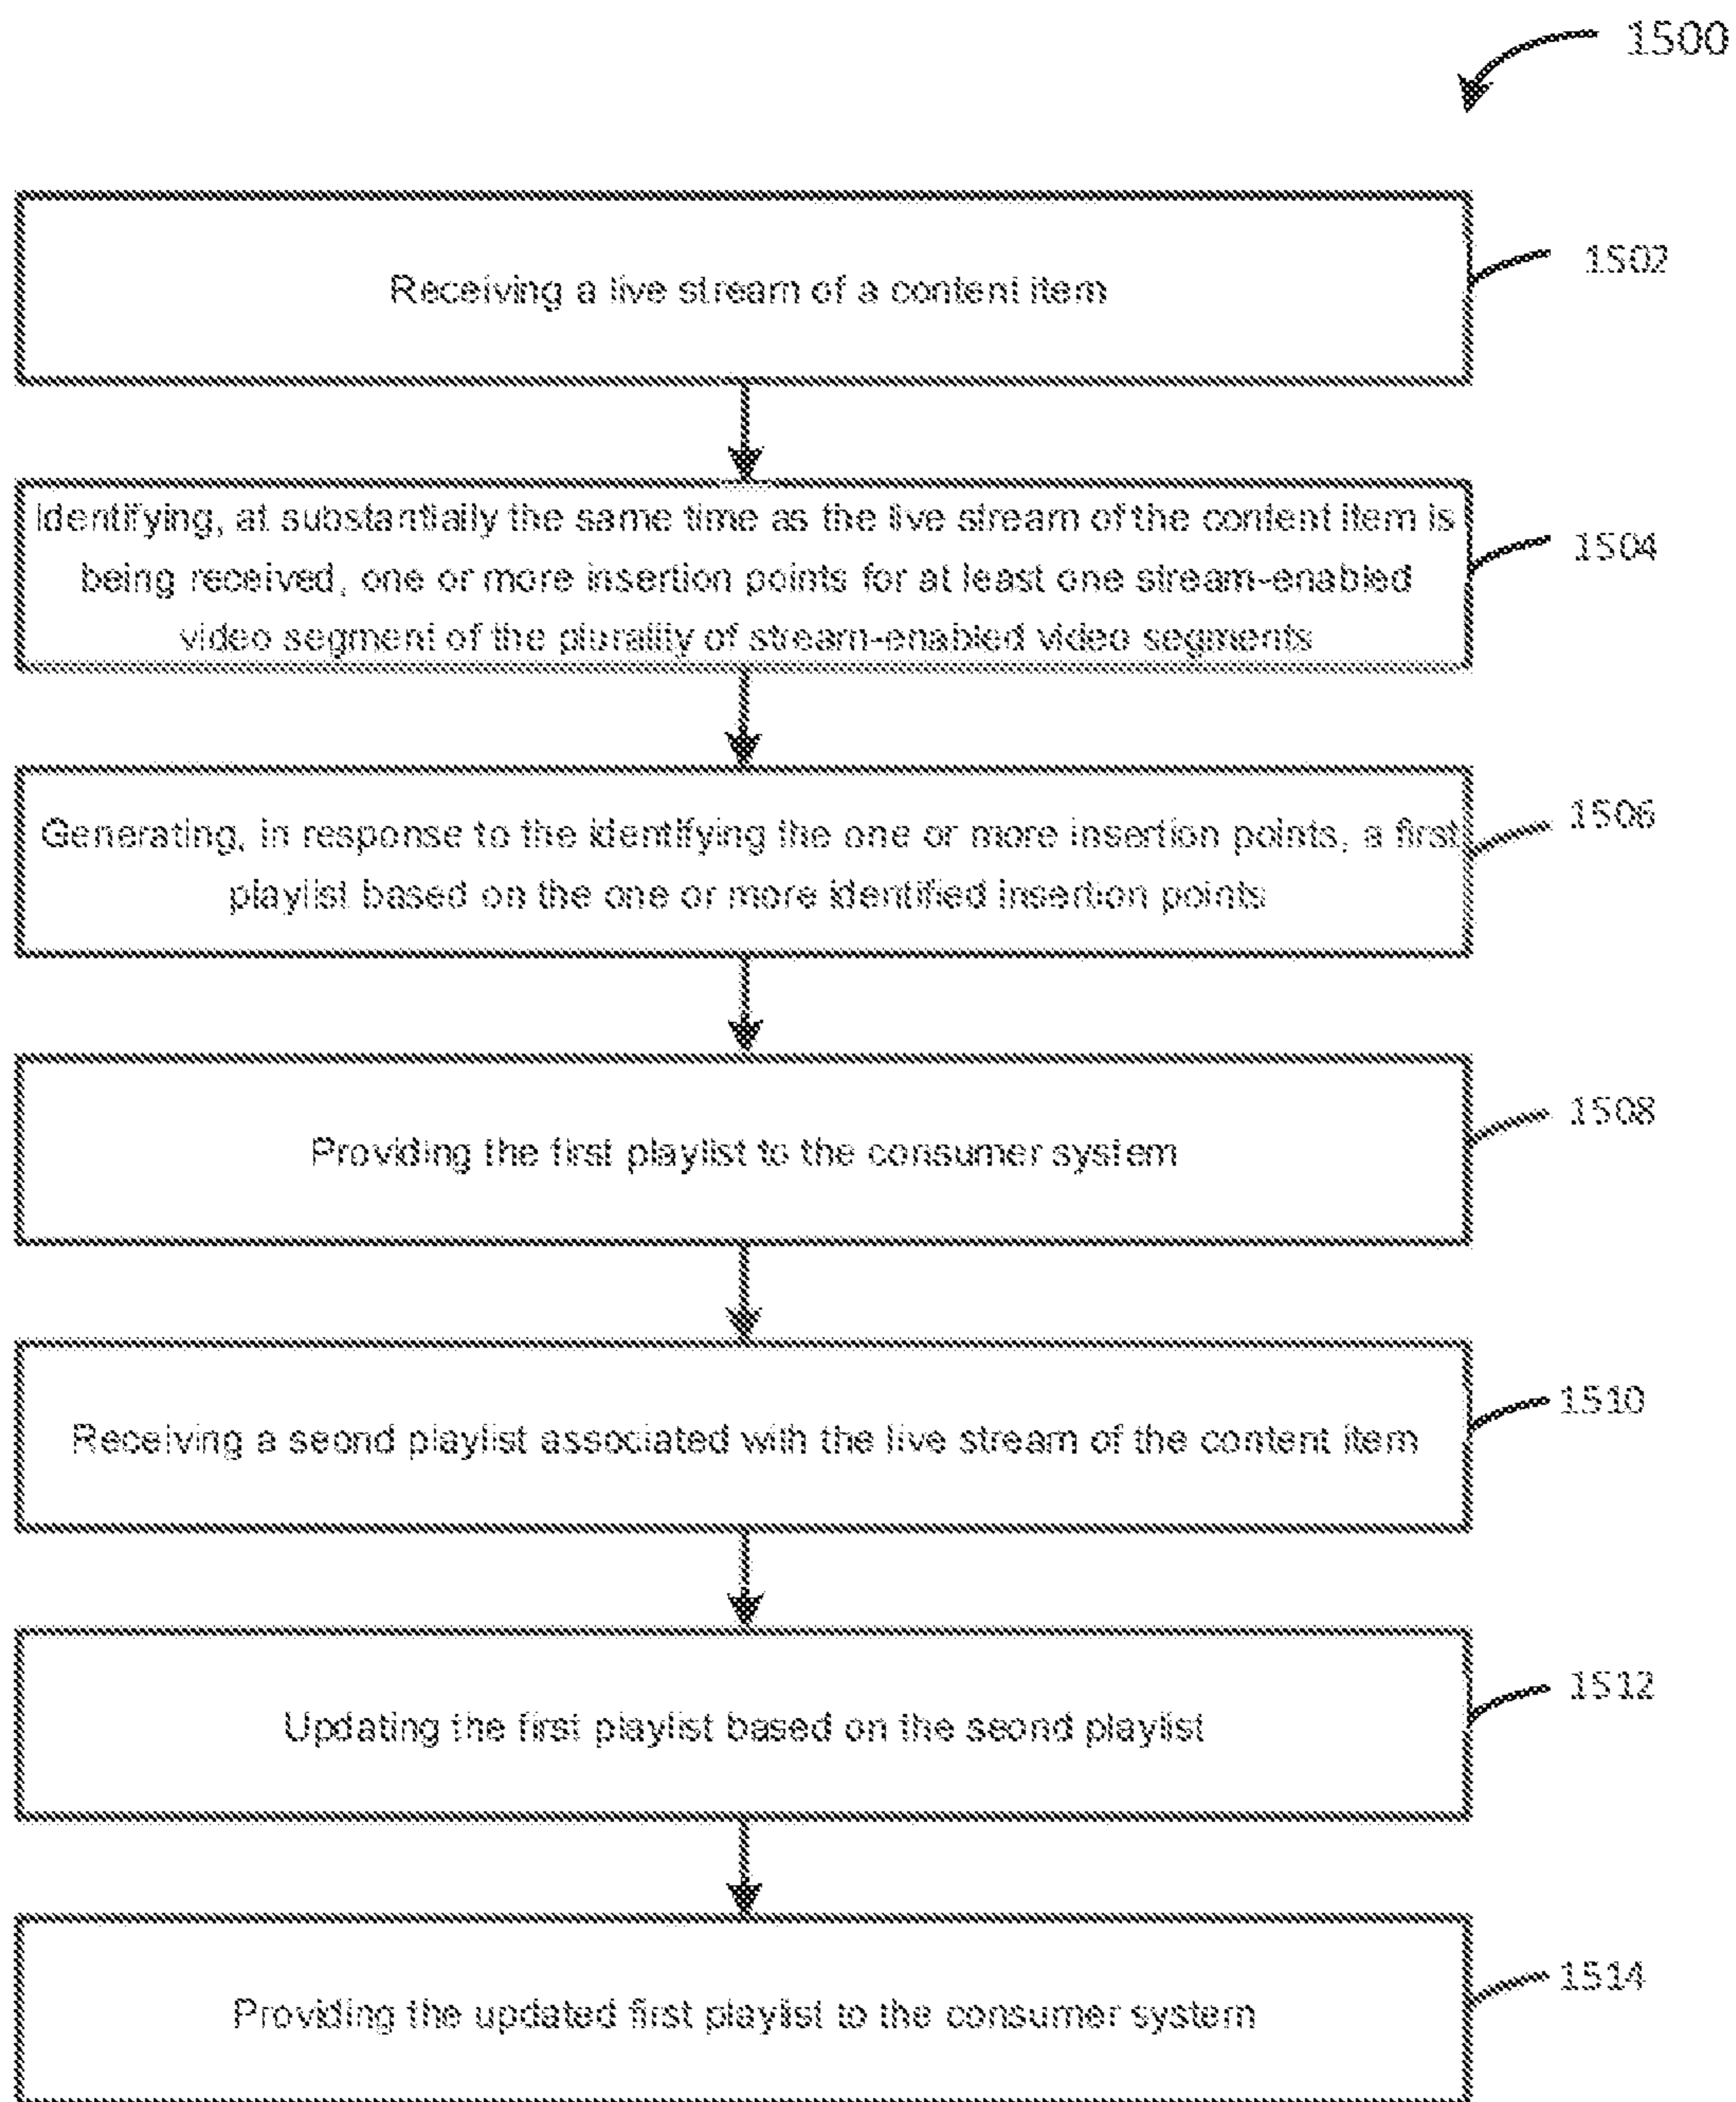 1500
Receiving a live stream of a content item
1502
Identifying, at substantially the same time as the live stream of the content item is
being received, one or more insertion points for at least one stream-enabled
video segment of the plurality of stream-enabled video segments
1504
Generating, in response to the identifying the one or more insertion points, a first
playlist based on the one or more identified insertion points
1506
Providing the first playlist to the consumer system
1508
Receiving a seond playlist associated with the live stream of the content item
1510
Updating the first playlist based on the seond playlist
1512
Providing the updated first playlist to the consumer system
1514